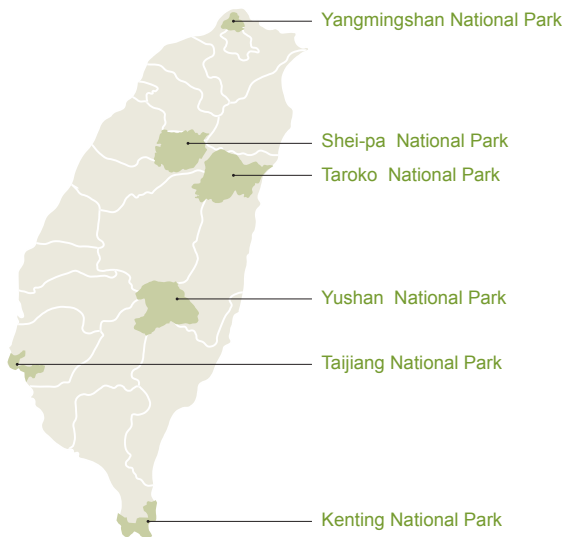 Yangmingshan National Park
Shei-pa National Park
Taroko National Park
Yushan National Park
Taijiang National Park
Kenting National Park